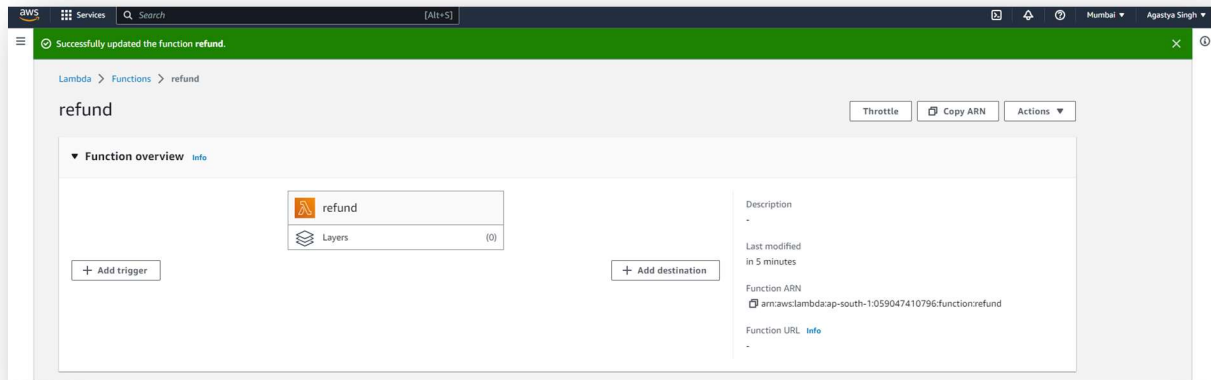 aws Services Search [Alt+S] Mumbai ▼ Agastya Singh ▼
Successfully updated the function refund.
Lambda > Functions > refund
refund
Throttle Copy ARN Actions ▼
▼ Function overview Info
refund
Layers (0)
+ Add trigger
+ Add destination
Description
-
Last modified
in 5 minutes
Function ARN
arn:aws:lambda:ap-south-1:059047410796:function:refund
Function URL Info
-